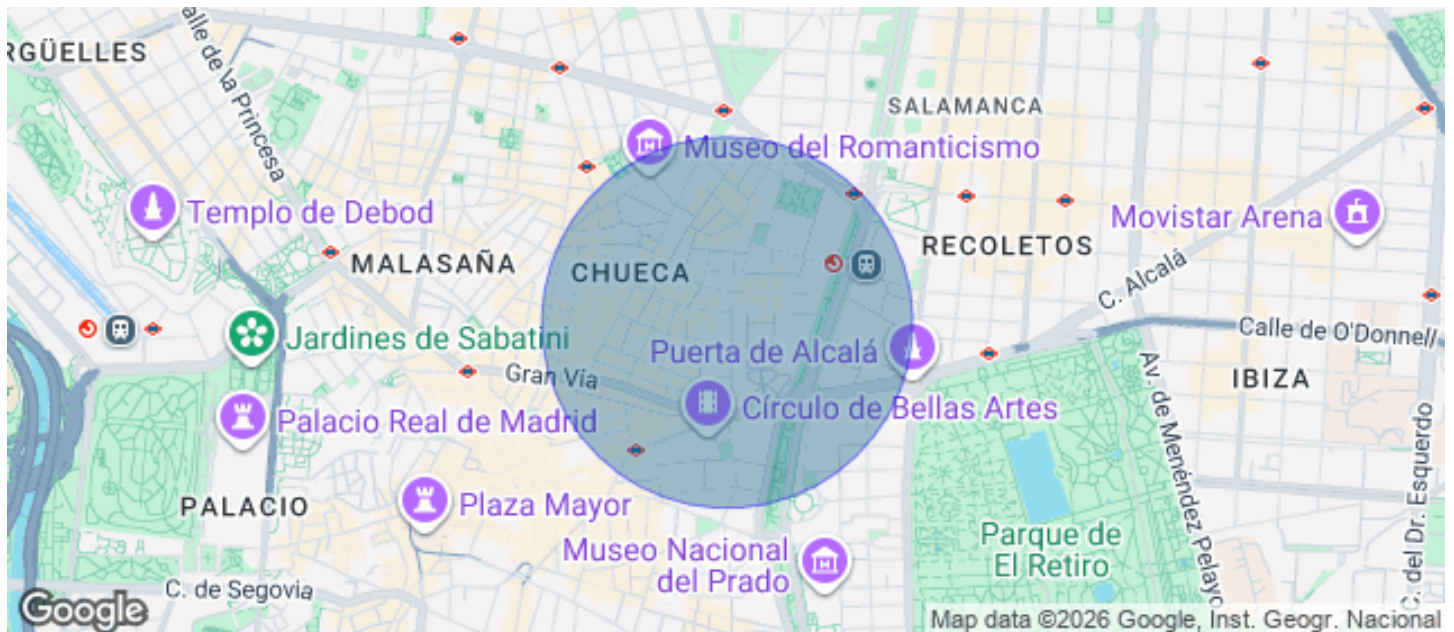 RGÜELLES
alle de la Princesa
SALAMANCA
Museo del Romanticismo
Templo de Debod
Movistar Arena
MALASAÑA
CHUECA
RECOLETOS
C. Alcalá
Jardines de Sabatini
Puerta de Alcalá
Calle de O'Donnell
Gran Vía
IBIZA
Palacio Real de Madrid
Círculo de Bellas Artes
Av. de Menéndez Pelayo
PALACIO
Plaza Mayor
C. del Dr. Esquerdo
Museo Nacional
del Prado
Parque de
El Retiro
C. de Segovia
Google
Map data ©2026 Google, Inst. Geogr. Nacional